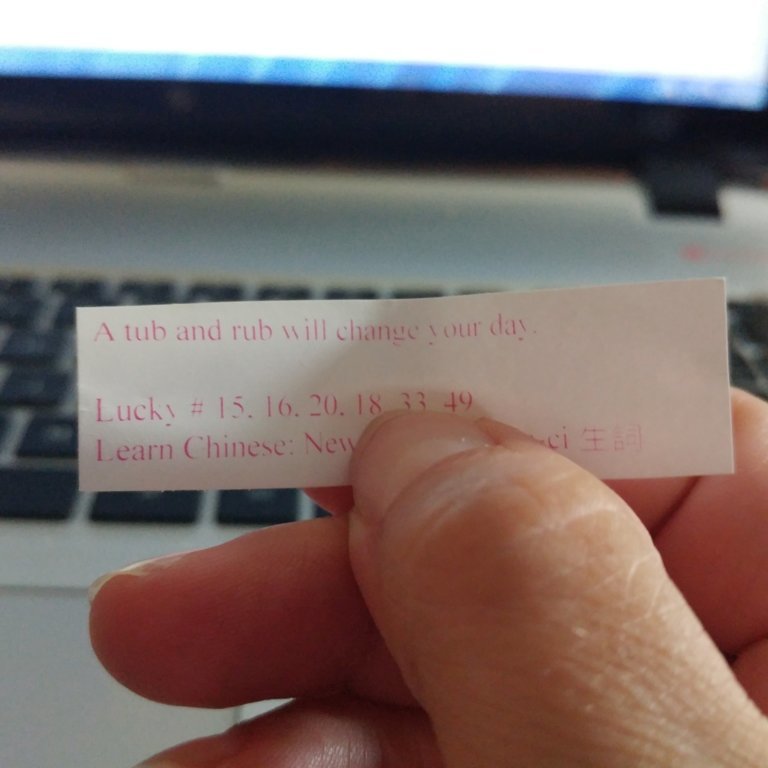 A tub and rub will change your day.
Lucky # 15, 16, 20, 18, 33, 49
Learn Chinese: New -ci 生詞